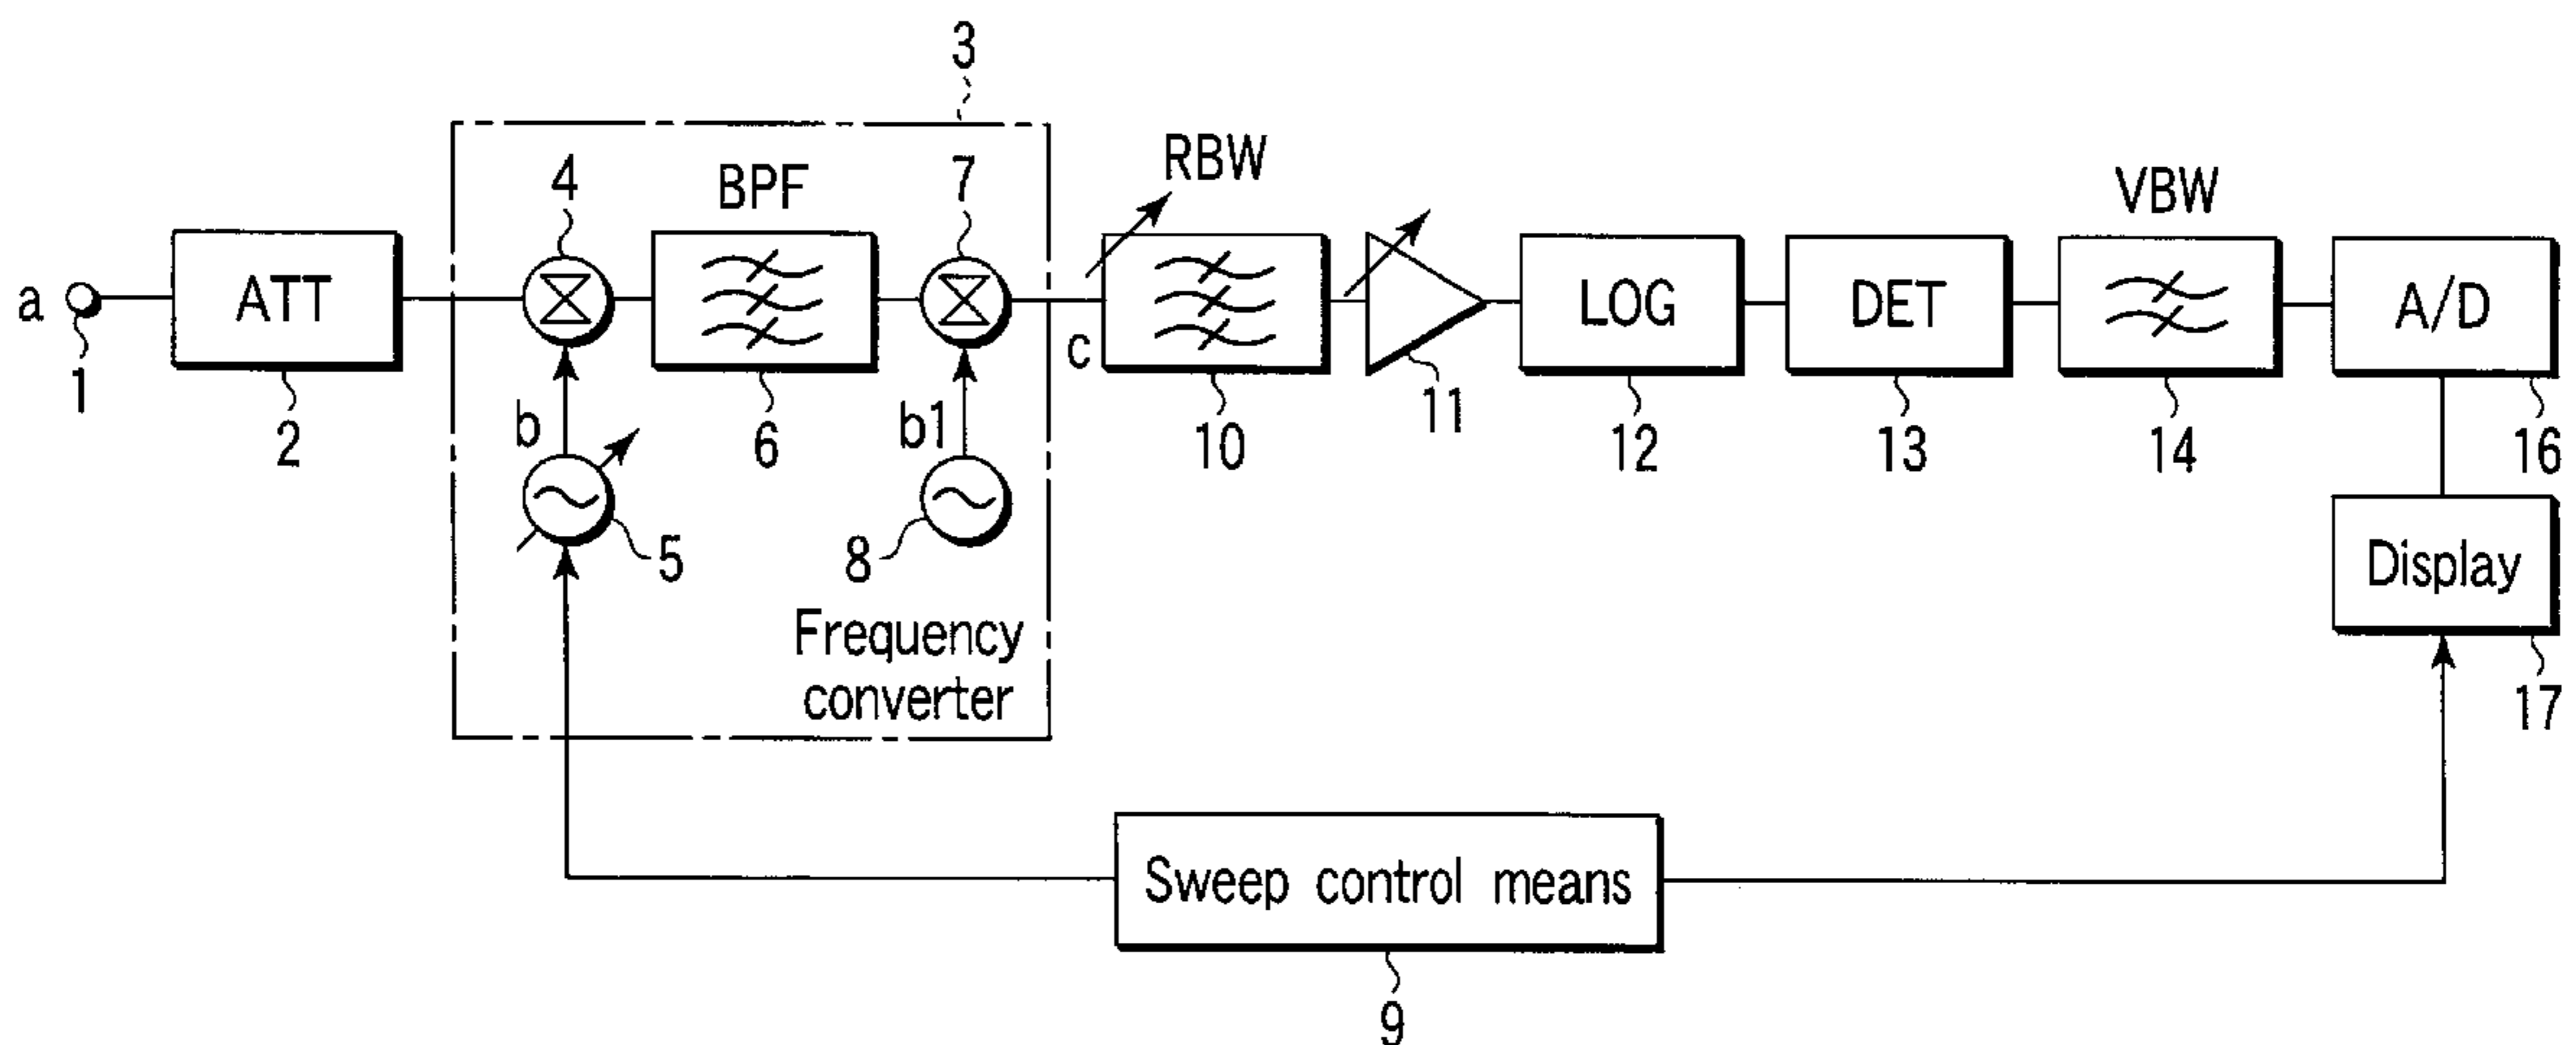 3
RBW
4
BPF
7
VBW
a
ATT
LOG
DET
A/D
c
1
2
b
6
b1
10
11
12
13
14
16
5
8
Display
Frequency
converter
17
Sweep control means
9